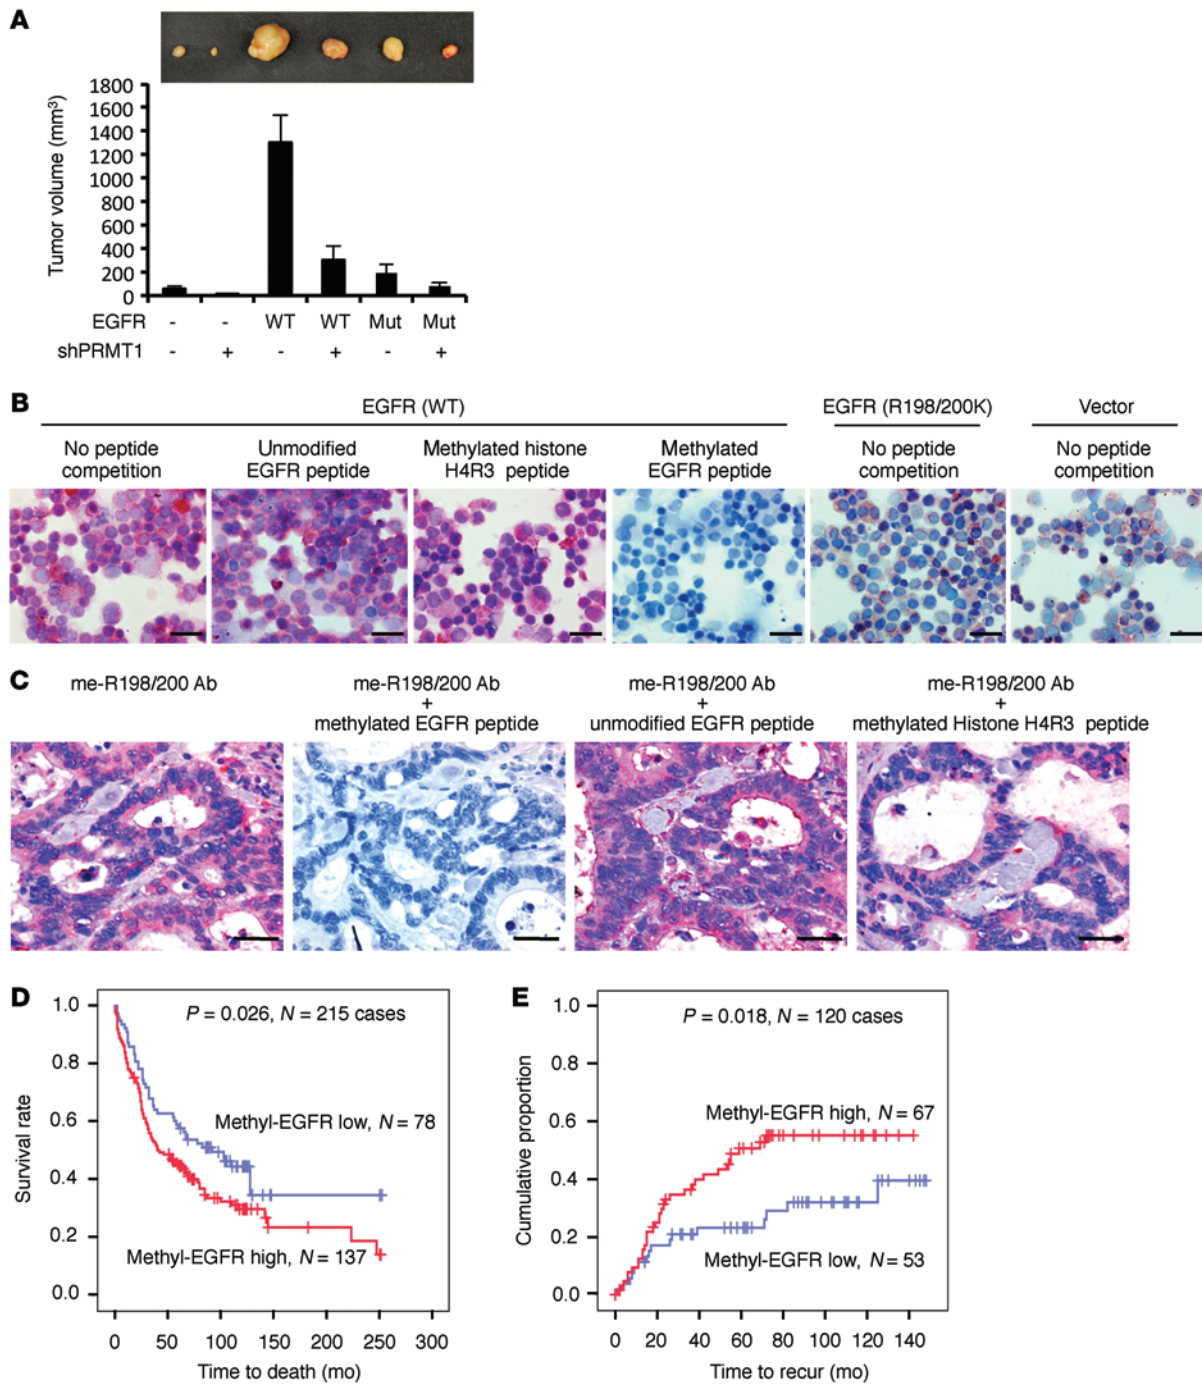 A
Tumor volume (mm³)
1800
1600
1400
1200
1000
800
600
400
200
0
EGFR - - WT WT Mut Mut
shPRMT1 - + - + - +
B
EGFR (WT) EGFR (R198/200K) Vector
No peptide competition
Unmodified EGFR peptide
Methylated histone H4R3 peptide
Methylated EGFR peptide
No peptide competition
No peptide competition
C
me-R198/200 Ab
me-R198/200 Ab
+
methylated EGFR peptide
me-R198/200 Ab
+
unmodified EGFR peptide
me-R198/200 Ab
+
methylated Histone H4R3 peptide
D
Survival rate
1.0
0.8
0.6
0.4
0.2
0.0
P = 0.026, N = 215 cases
Methyl-EGFR low, N = 78
Methyl-EGFR high, N = 137
0 50 100 150 200 250 300
Time to death (mo)
E
Cumulative proportion
1.0
0.8
0.6
0.4
0.2
0.0
P = 0.018, N = 120 cases
Methyl-EGFR high, N = 67
Methyl-EGFR low, N = 53
0 20 40 60 80 100 120 140
Time to recur (mo)